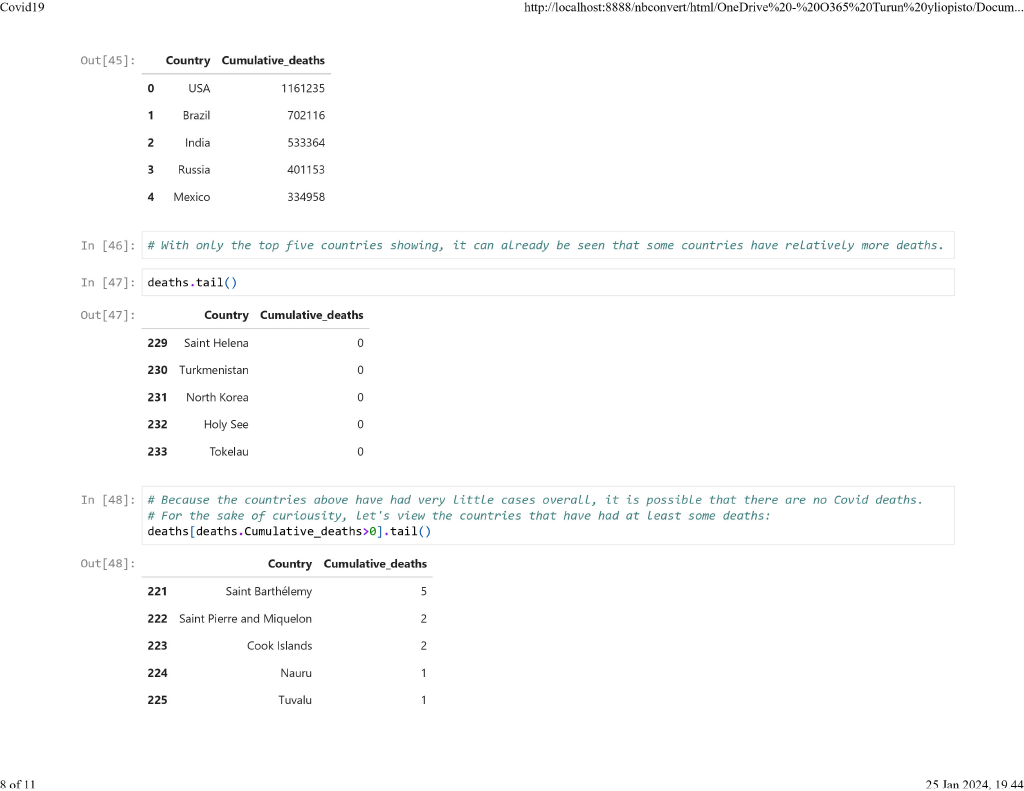 Covid19 http://localhost:8888/nbconvert/html/OneDrive%20-%20O365%20Turun%20yliopisto/Docum...
Out[45]: Country Cumulative_deaths
0 USA 1161235
1 Brazil 702116
2 India 533364
3 Russia 401153
4 Mexico 334958
In [46]: # With only the top five countries showing, it can already be seen that some countries have relatively more deaths.
In [47]: deaths.tail()
Out[47]: Country Cumulative_deaths
229 Saint Helena 0
230 Turkmenistan 0
231 North Korea 0
232 Holy See 0
233 Tokelau 0
In [48]: # Because the countries above have had very little cases overall, it is possible that there are no Covid deaths.
# For the sake of curiousity, let's view the countries that have had at least some deaths:
deaths[deaths.Cumulative_deaths>0].tail()
Out[48]: Country Cumulative_deaths
221 Saint Barthélemy 5
222 Saint Pierre and Miquelon 2
223 Cook Islands 2
224 Nauru 1
225 Tuvalu 1
8 of 11 25 Jan 2024, 19.44